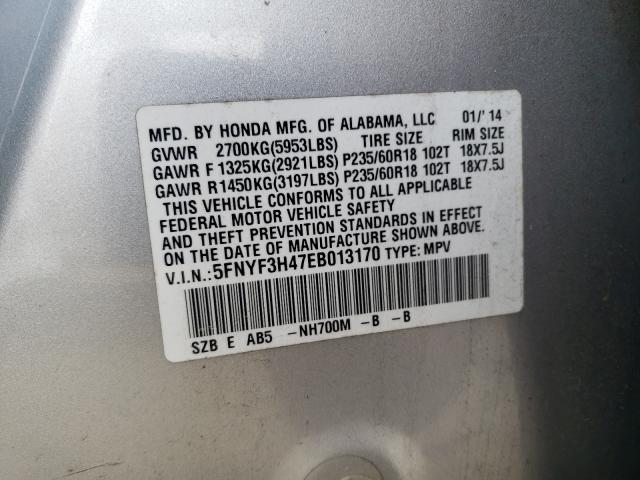 MFD. BY HONDA MFG. OF ALABAMA, LLC 01/'14
GVWR 2700KG(5953LBS) TIRE SIZE RIM SIZE
GAWR F 1325KG(2921LBS) P235/60R18 102T 18X7.5J
GAWR R 1450KG(3197LBS) P235/60R18 102T 18X7.5J
THIS VEHICLE CONFORMS TO ALL APPLICABLE
FEDERAL MOTOR VEHICLE SAFETY
AND THEFT PREVENTION STANDARDS IN EFFECT
ON THE DATE OF MANUFACTURE SHOWN ABOVE.
V.I.N.:5FNYF3H47EB013170 TYPE: MPV
SZB E AB5 -NH700M -B -B